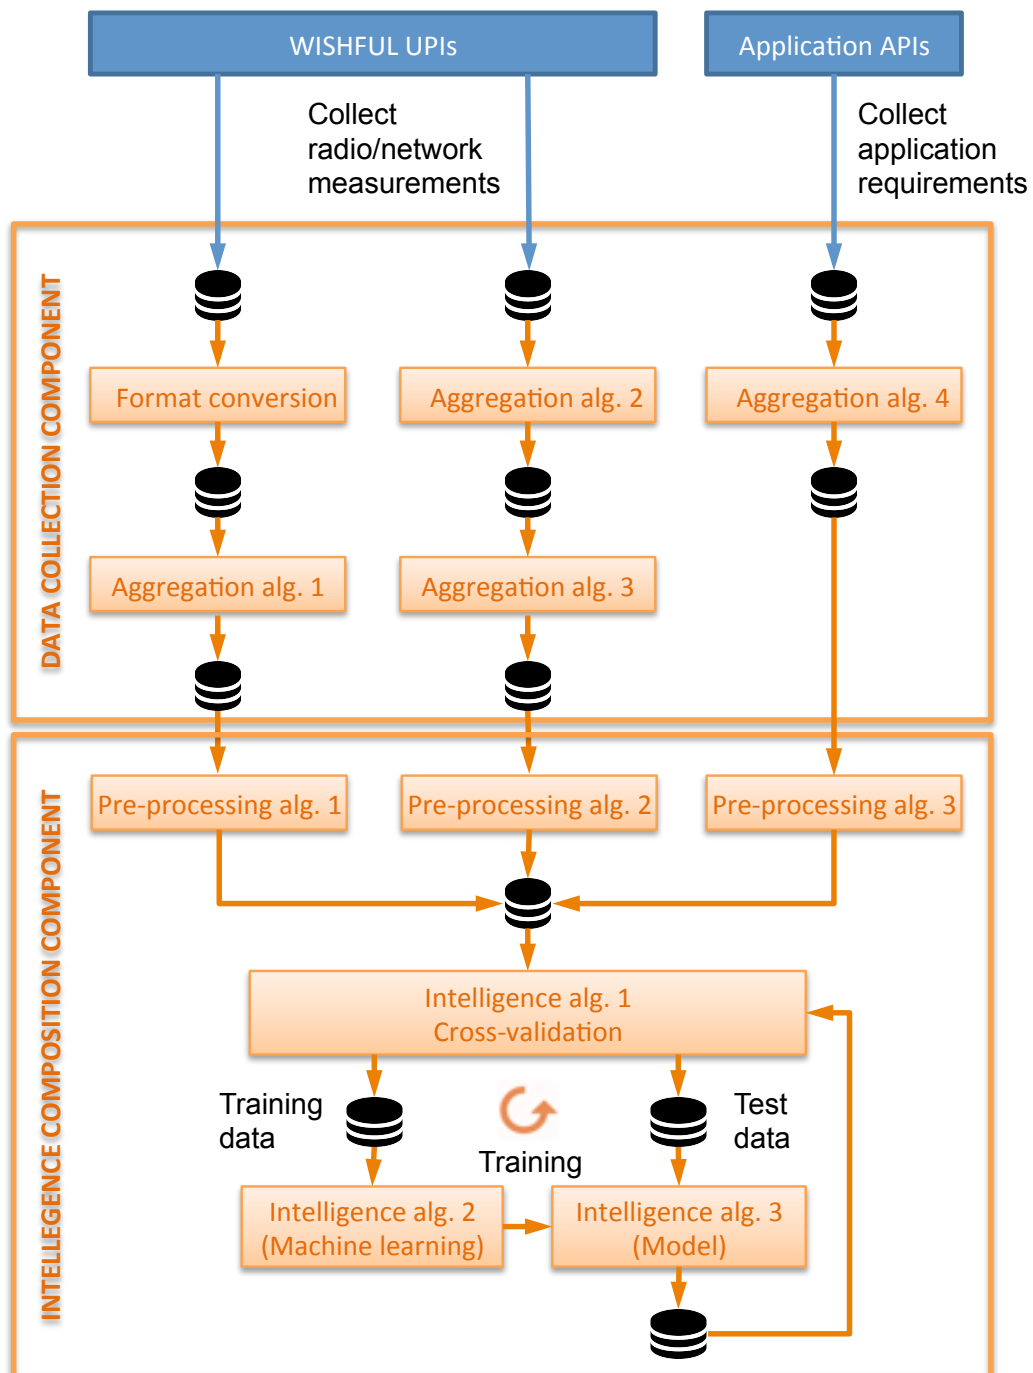 WISHFUL UPIs
Application APIs
Collect
radio/network
measurements
Collect
application
requirements
DATA COLLECTION COMPONENT
Format conversion
Aggregation alg. 2
Aggregation alg. 4
Aggregation alg. 1
Aggregation alg. 3
INTELLEGENCE COMPOSITION COMPONENT
Pre-processing alg. 1
Pre-processing alg. 2
Pre-processing alg. 3
Intelligence alg. 1
Cross-validation
Training
data
Training
Test
data
Intelligence alg. 2
(Machine learning)
Intelligence alg. 3
(Model)